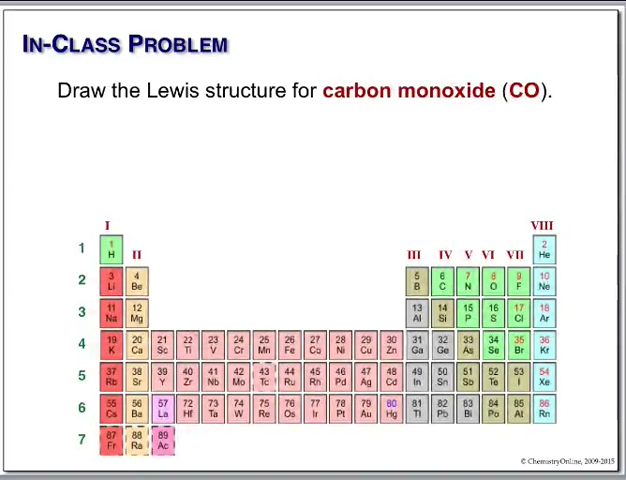 IN-CLASS PROBLEM
Draw the Lewis structure for carbon monoxide (CO).
I VIII
1 1 H II III IV V VI VII 2 He
2 3 Li 4 Be 5 B 6 C 7 N 8 O 9 F 10 Ne
3 11 Na 12 Mg 13 Al 14 Si 15 P 16 S 17 Cl 18 Ar
4 19 K 20 Ca 21 Sc 22 Ti 23 V 24 Cr 25 Mn 26 Fe 27 Co 28 Ni 29 Cu 30 Zn 31 Ga 32 Ge 33 As 34 Se 35 Br 36 Kr
5 37 Rb 38 Sr 39 Y 40 Zr 41 Nb 42 Mo 43 Tc 44 Ru 45 Rh 46 Pd 47 Ag 48 Cd 49 In 50 Sn 51 Sb 52 Te 53 I 54 Xe
6 55 Cs 56 Ba 57 La 72 Hf 73 Ta 74 W 75 Re 76 Os 77 Ir 78 Pt 79 Au 80 Hg 81 Tl 82 Pb 83 Bi 84 Po 85 At 86 Rn
7 87 Fr 88 Ra 89 Ac
© ChemistryOnline, 2009-2015